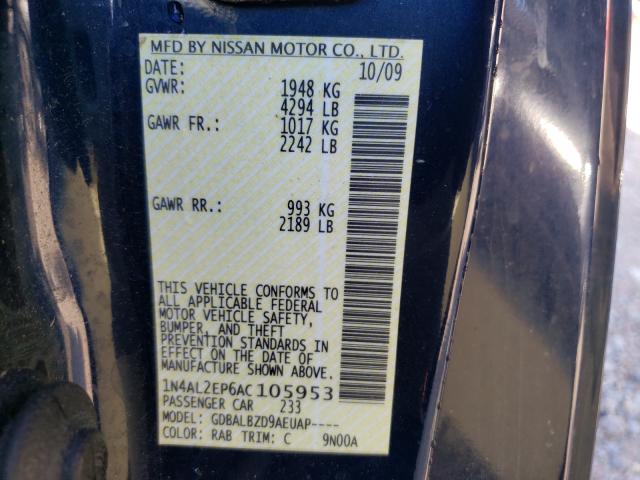 MFD BY NISSAN MOTOR CO., LTD.
DATE: 10/09
GVWR: 1948 KG
4294 LB
GAWR FR.: 1017 KG
2242 LB
GAWR RR.: 993 KG
2189 LB
THIS VEHICLE CONFORMS TO
ALL APPLICABLE FEDERAL
MOTOR VEHICLE SAFETY,
BUMPER, AND THEFT
PREVENTION STANDARDS IN
EFFECT ON THE DATE OF
MANUFACTURE SHOWN ABOVE.
1N4AL2EP6AC105953
PASSENGER CAR 233
MODEL: GDBALBZD9AEUAP----
COLOR: RAB TRIM: C 9N00A